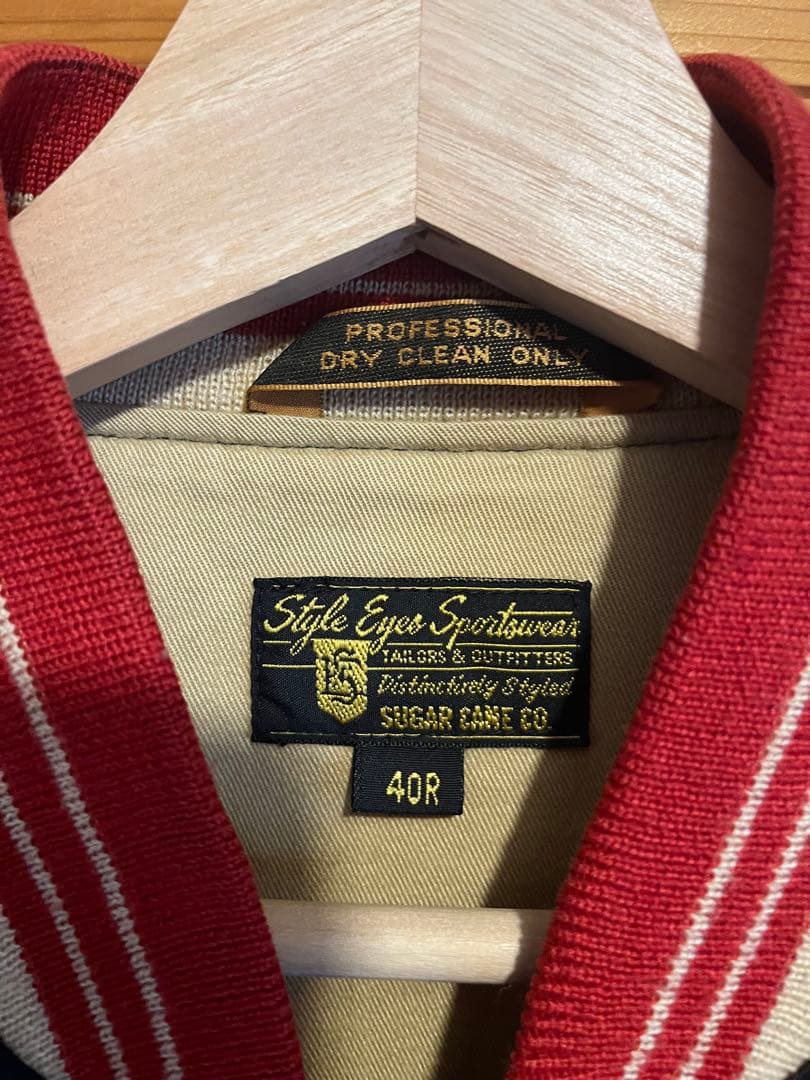 PROFESSIONAL
DRY CLEAN ONLY
Style Eyes Sportswear
TAILORS & OUTFITTERS
Distinctively Styled
SUGAR CANE CO.
40R